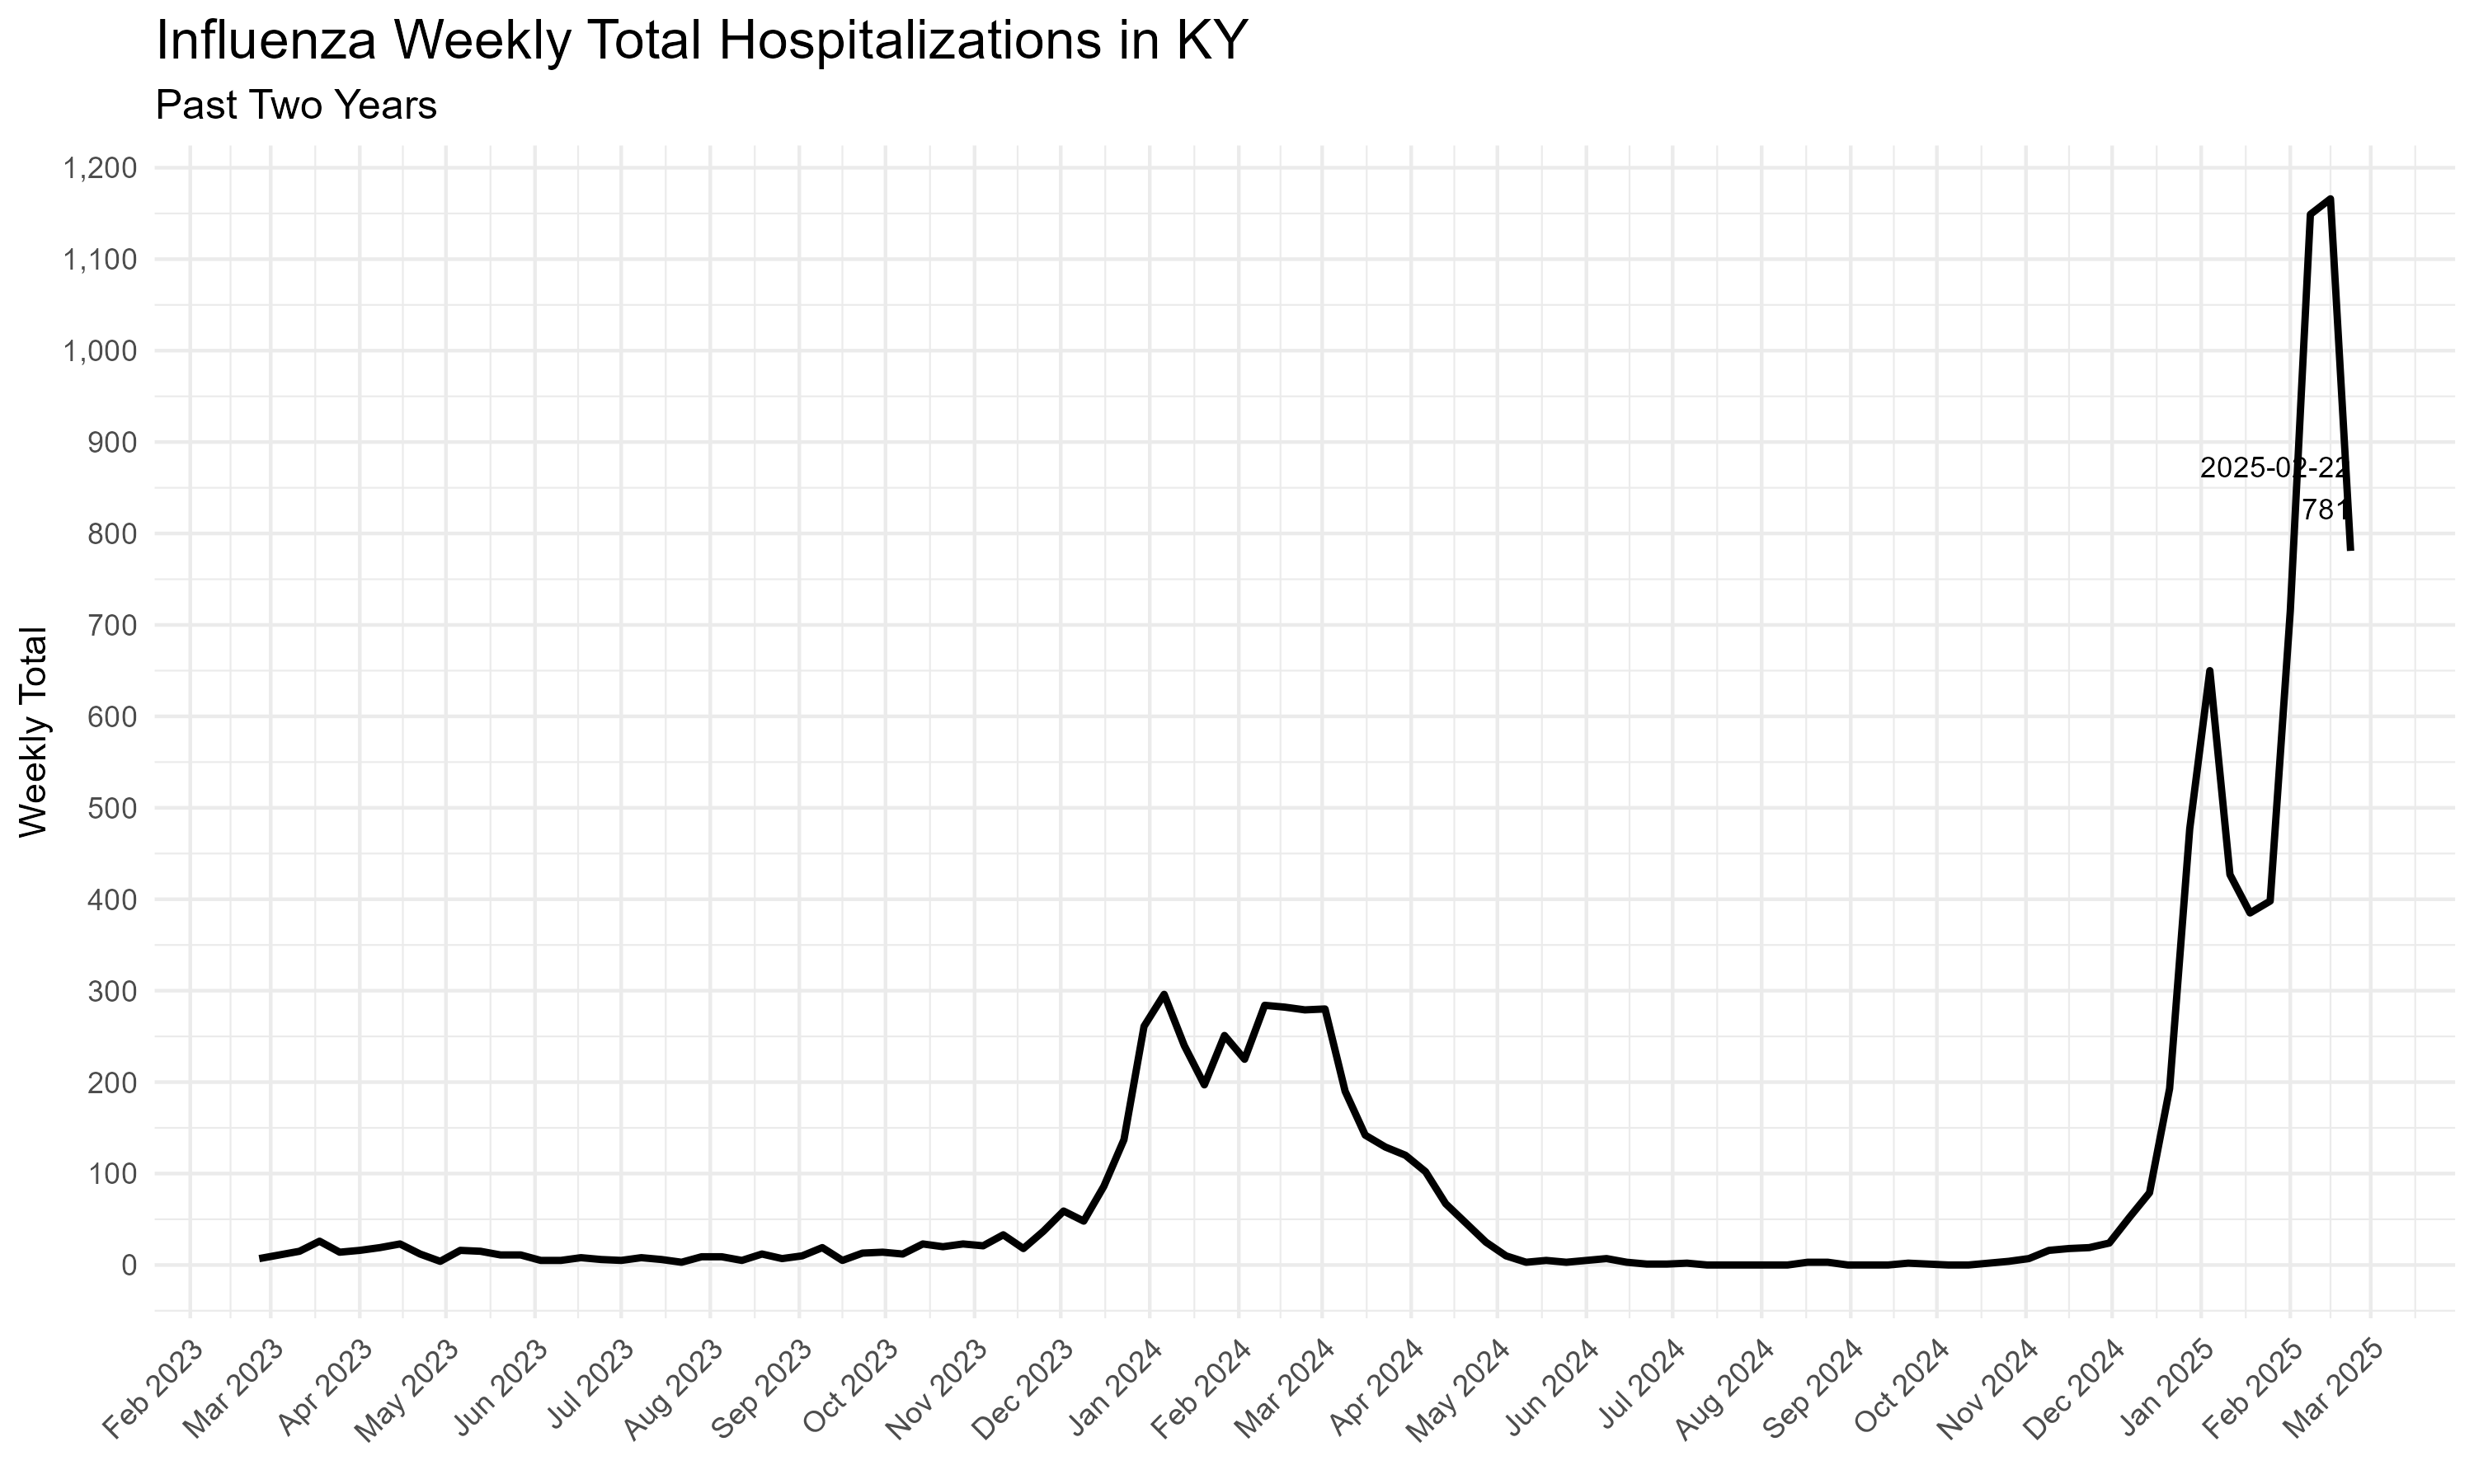 Influenza Weekly Total Hospitalizations in KY
Past Two Years
Weekly Total
1,200
1,100
1,000
900
800
700
600
500
400
300
200
100
0
2025-02-22
781
Feb 2023
Mar 2023
Apr 2023
May 2023
Jun 2023
Jul 2023
Aug 2023
Sep 2023
Oct 2023
Nov 2023
Dec 2023
Jan 2024
Feb 2024
Mar 2024
Apr 2024
May 2024
Jun 2024
Jul 2024
Aug 2024
Sep 2024
Oct 2024
Nov 2024
Dec 2024
Jan 2025
Feb 2025
Mar 2025